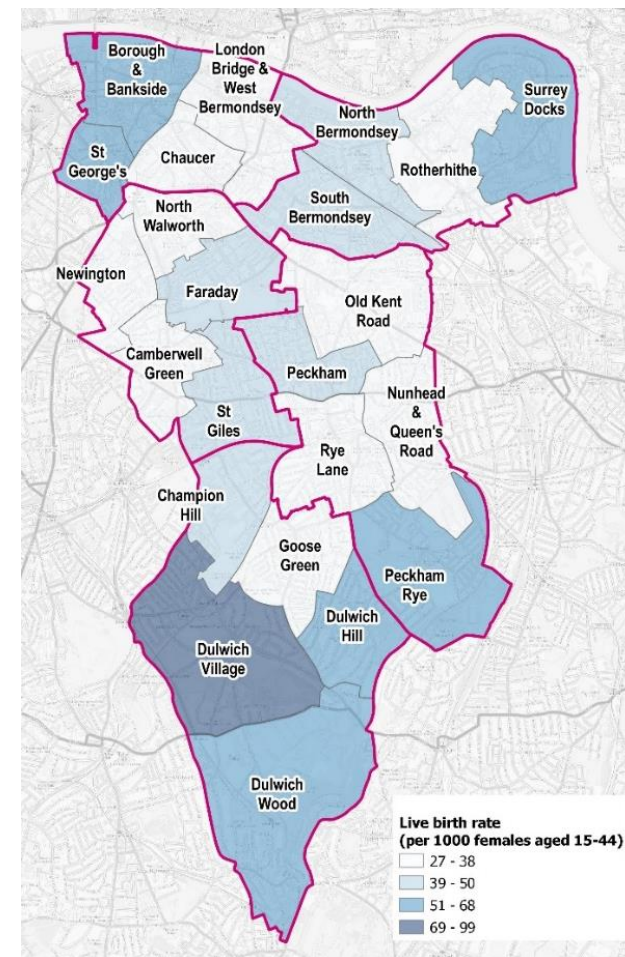 Borough
&
Bankside
London
Bridge &
West
Bermondsey
North
Bermondsey
Surrey
Docks
St
George's
Chaucer
Rotherhithe
South
Bermondsey
North
Walworth
Newington
Faraday
Old Kent
Road
Camberwell
Green
Peckham
Nunhead
&
Queen's
Road
St
Giles
Rye
Lane
Champion
Hill
Goose
Green
Peckham
Rye
Dulwich
Hill
Dulwich
Village
Dulwich
Wood
Live birth rate
(per 1000 females aged 15-44)
27 - 38
39 - 50
51 - 68
69 - 99